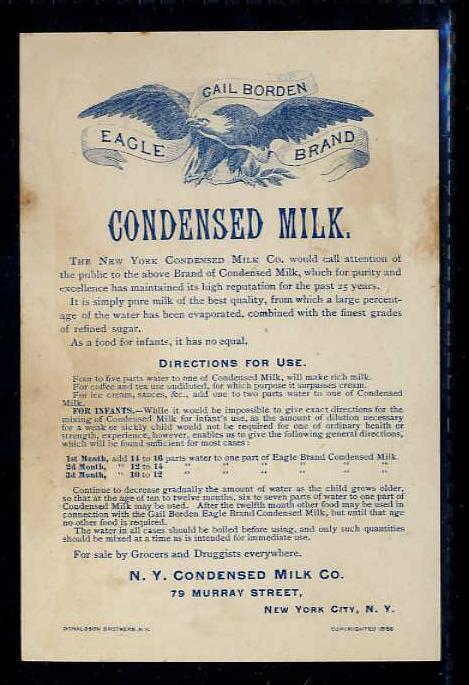 GAIL BORDEN
EAGLE BRAND
CONDENSED MILK.
THE NEW YORK CONDENSED MILK CO. would call attention of
the public to the above Brand of Condensed Milk, which for purity and
excellence has maintained its high reputation for the past 25 years.
It is simply pure milk of the best quality, from which a large percent-
age of the water has been evaporated, combined with the finest grades
of refined sugar.
As a food for infants, it has no equal.
DIRECTIONS FOR USE.
Four to five parts water to one of Condensed Milk, will make rich milk.
For coffee and tea use undiluted, for which purpose it surpasses cream.
For ice cream, sauces, &c., add one to two parts water to one of Condensed
Milk.
FOR INFANTS.—While it would be impossible to give exact directions for the
mixing of Condensed Milk for infant's use, as the amount of dilution necessary
for a weak or sickly child would not be required for one of ordinary health or
strength, experience, however, enables us to give the following general directions,
which will be found sufficient for most cases:
1st Month, add 14 to 16 parts water to one part of Eagle Brand Condensed Milk
2d Month, " 12 to 14 " " " " " "
3d Month, " 10 to 12 " " " " " "
Continue to decrease gradually the amount of water as the child grows older,
so that at the age of ten to twelve months, six to seven parts of water to one part of
Condensed Milk may be used. After the twelfth month other food may be used in
connection with the Gail Borden Eagle Brand Condensed Milk, but until that age
no other food is required.
The water in all cases should be boiled before using, and only such quantities
should be mixed at a time as is intended for immediate use.
For sale by Grocers and Druggists everywhere.
N. Y. CONDENSED MILK CO.
79 MURRAY STREET,
NEW YORK CITY, N. Y.
DONALDSON BROTHERS, N.Y. COPYRIGHTED